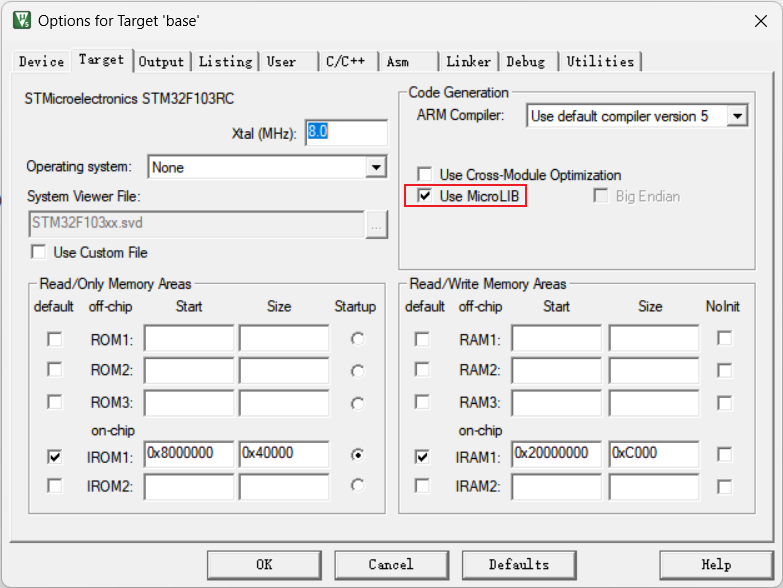 Options for Target 'base'
Device Target Output Listing User C/C++ Asm Linker Debug Utilities
STMicroelectronics STM32F103RC
Xtal (MHz): 8.0
Operating system: None
System Viewer File:
STM32F103xx.svd ...
Use Custom File
Code Generation
ARM Compiler: Use default compiler version 5
Use Cross-Module Optimization
Use MicroLIB Big Endian
Read/Only Memory Areas
default off-chip Start Size Startup
ROM1:
ROM2:
ROM3:
on-chip
IROM1: 0x8000000 0x40000
IROM2:
Read/Write Memory Areas
default off-chip Start Size NoInit
RAM1:
RAM2:
RAM3:
on-chip
IRAM1: 0x20000000 0xC000
IRAM2:
OK Cancel Defaults Help